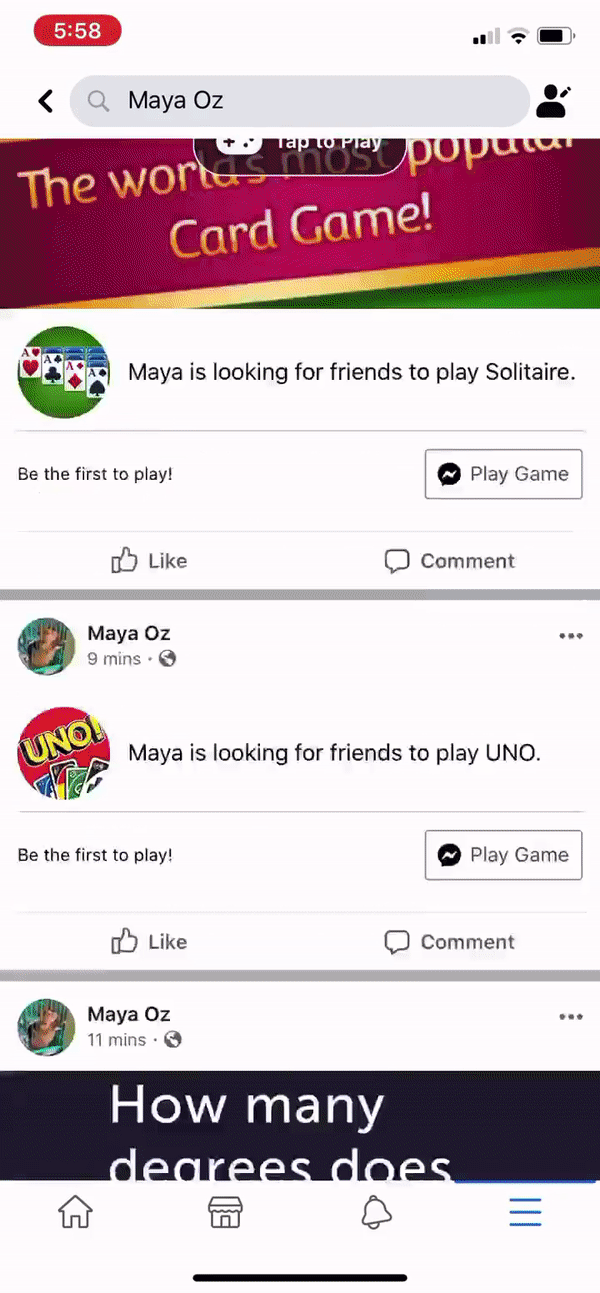 5:58
Maya Oz
Tap to Play
The world's most popular
Card Game!
A A A A
Maya is looking for friends to play Solitaire.
Be the first to play!
Play Game
Like
Comment
Maya Oz
9 mins ·
UNO!
Maya is looking for friends to play UNO.
Be the first to play!
Play Game
Like
Comment
Maya Oz
11 mins ·
How many
degrees does